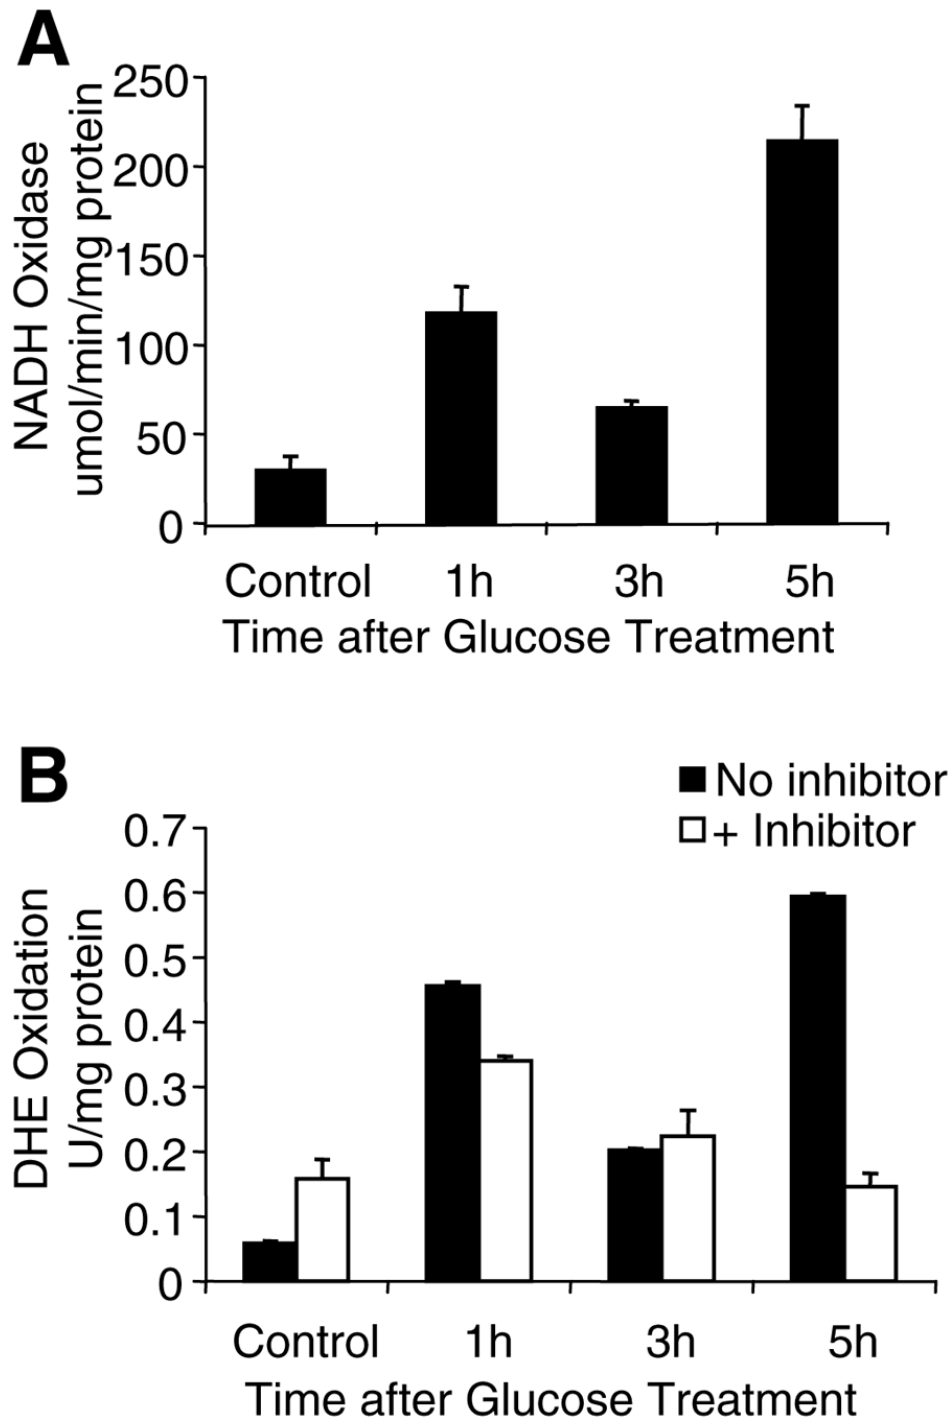 A
NADH Oxidase
umol/min/mg protein
250
200
150
100
50
0
Control 1h 3h 5h
Time after Glucose Treatment
B
No inhibitor
+ Inhibitor
DHE Oxidation
U/mg protein
0.7
0.6
0.5
0.4
0.3
0.2
0.1
0
Control 1h 3h 5h
Time after Glucose Treatment